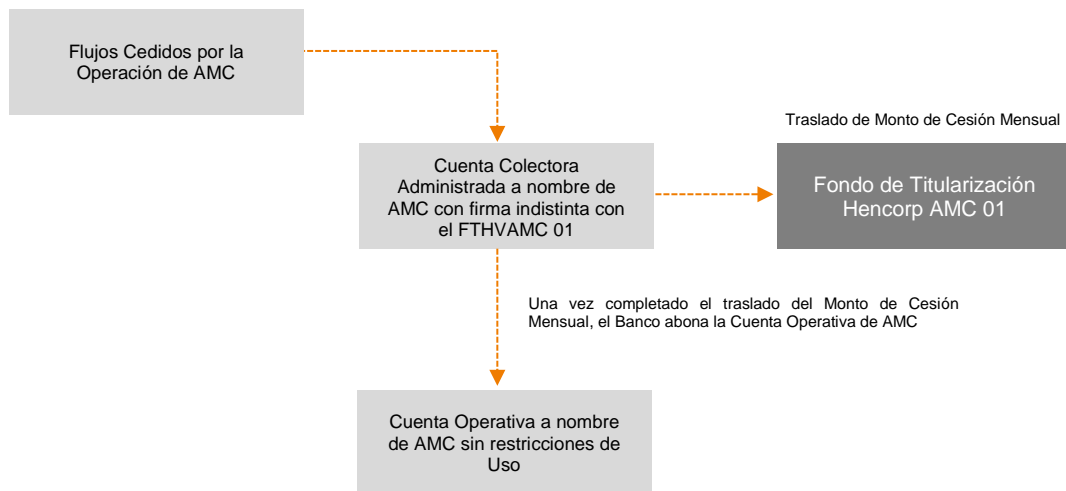 Flujos Cedidos por la
Operación de AMC
Traslado de Monto de Cesión Mensual
Cuenta Colectora
Administrada a nombre de
AMC con firma indistinta con
el FTHVAMC 01
Fondo de Titularización
Hencorp AMC 01
Una vez completado el traslado del Monto de Cesión
Mensual, el Banco abona la Cuenta Operativa de AMC
Cuenta Operativa a nombre
de AMC sin restricciones de
Uso